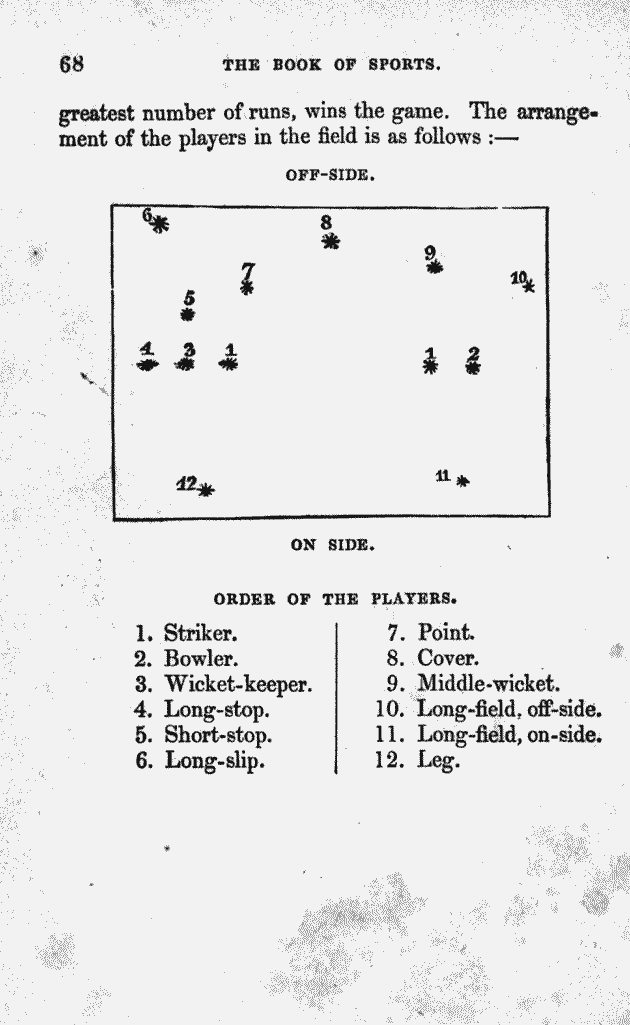 68 THE BOOK OF SPORTS.
greatest number of runs, wins the game. The arrange-
ment of the players in the field is as follows :—
OFF-SIDE.
6
8
9
10
7
5
4 3 1 1 2
12
11
ON SIDE.
ORDER OF THE PLAYERS.
1. Striker.
2. Bowler.
3. Wicket-keeper.
4. Long-stop.
5. Short-stop.
6. Long-slip.
7. Point.
8. Cover.
9. Middle-wicket.
10. Long-field, off-side.
11. Long-field, on-side.
12. Leg.